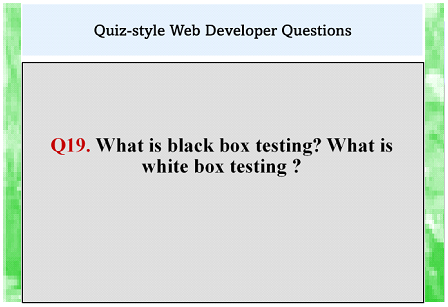 Quiz-style Web Developer Questions
Q19. What is black box testing? What is
white box testing ?